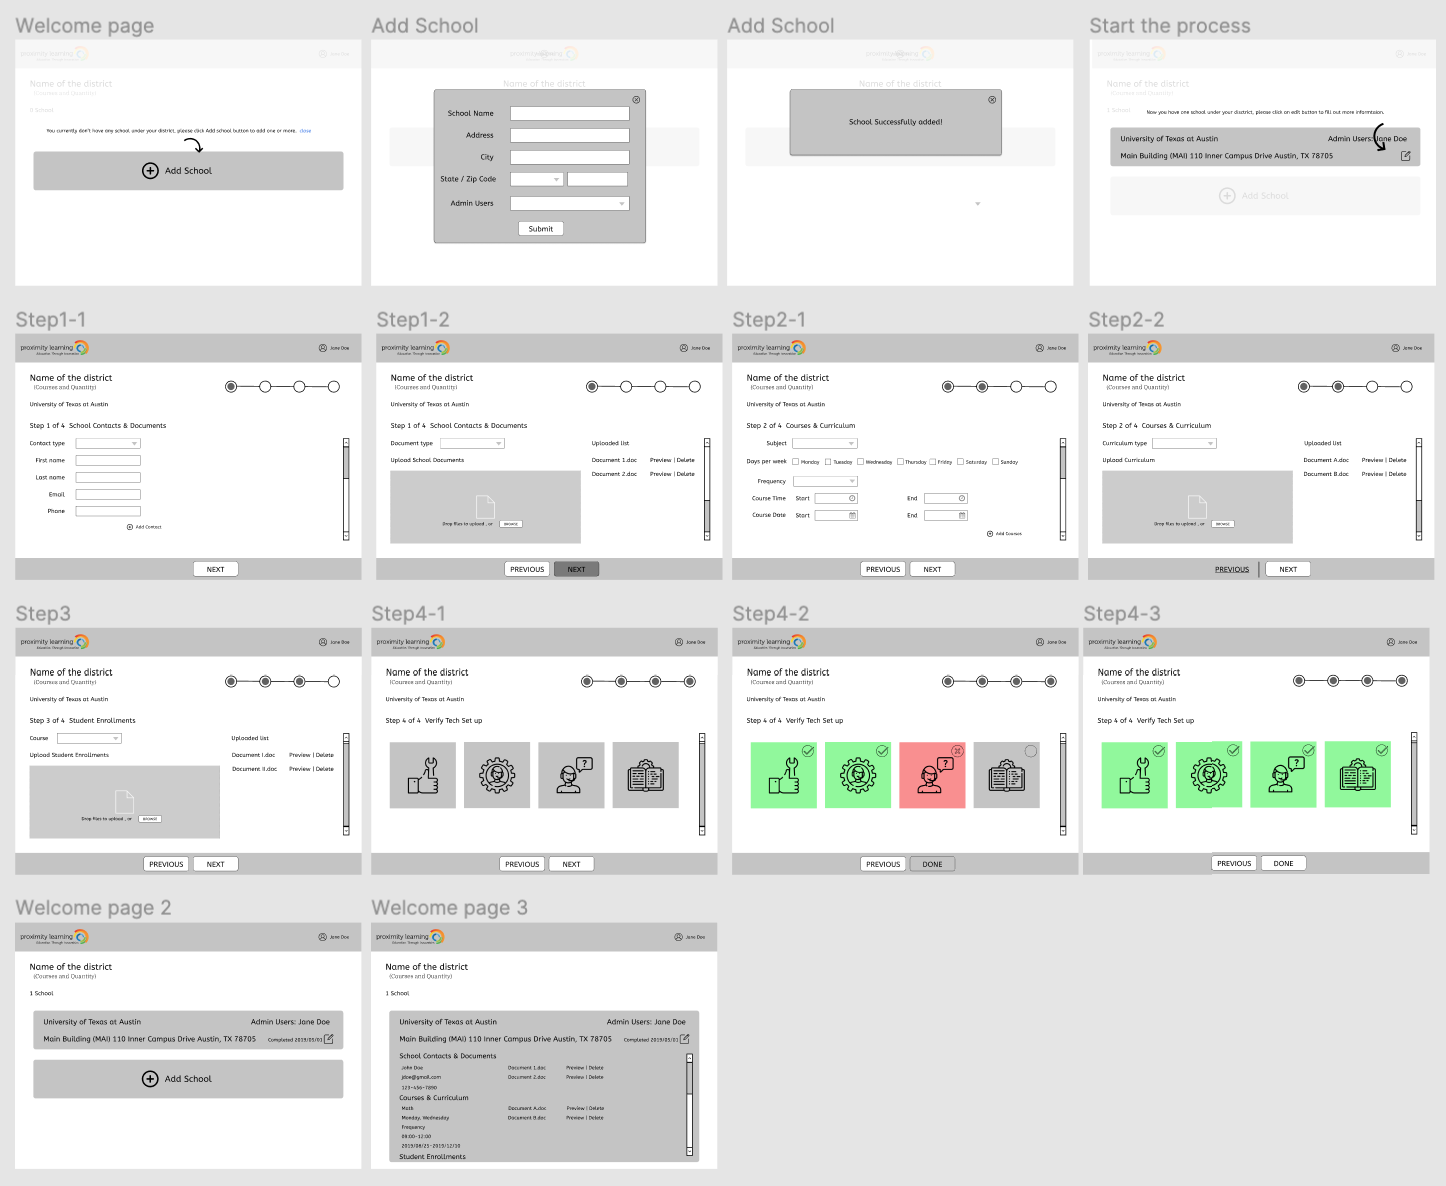 Welcome page
proximity learning
Jane Doe
Name of the district
(Courses and Quantity)
0 School
You currently don't have any school under your district, please click Add school button to add one or more. close
Add School
Add School
proximity learning
Name of the district
School Name
Address
City
State / Zip Code
Admin Users
Submit
Add School
proximity learning
Name of the district
School Successfully added!
Start the process
proximity learning
Jane Doe
Name of the district
(Courses and Quantity)
1 School
Now you have one school under your disctrict, please click an edit button to fill out more informtaion.
University of Texas at Austin
Admin Users: Jane Doe
Main Building (MAI) 110 Inner Campus Drive Austin, TX 78705
Add School
Step1-1
proximity learning
Education Through Innovation
Jane Doe
Name of the district
(Courses and Quantity)
University of Texas at Austin
Step 1 of 4 School Contacts & Documents
Contact type
First name
Last name
Email
Phone
Add Contact
NEXT
Step1-2
proximity learning
Education Through Innovation
Jane Doe
Name of the district
(Courses and Quantity)
University of Texas at Austin
Step 1 of 4 School Contacts & Documents
Document type
Uploaded list
Upload School Documents
Document 1.doc Preview | Delete
Document 2.doc Preview | Delete
Drop files to upload , or BROWSE
PREVIOUS NEXT
Step2-1
proximity learning
Education Through Innovation
Jane Doe
Name of the district
(Courses and Quantity)
University of Texas at Austin
Step 2 of 4 Courses & Curriculum
Subject
Days per week Monday Tuesday Wednesday Thursday Friday Saturday Sunday
Frequency
Course Time Start End
Course Date Start End
Add Courses
PREVIOUS NEXT
Step2-2
proximity learning
Education Through Innovation
Jane Doe
Name of the district
(Courses and Quantity)
University of Texas at Austin
Step 2 of 4 Courses & Curriculum
Curriculum type
Uploaded list
Upload Curriculum
Document A.doc Preview | Delete
Document B.doc Preview | Delete
Drop files to upload , or BROWSE
PREVIOUS NEXT
Step3
proximity learning
Education Through Innovation
Jane Doe
Name of the district
(Courses and Quantity)
University of Texas at Austin
Step 3 of 4 Student Enrollments
Course
Uploaded list
Upload Student Enrollments
Document I.doc Preview | Delete
Document II.doc Preview | Delete
Drop files to upload , or BROWSE
PREVIOUS NEXT
Step4-1
proximity learning
Education Through Innovation
Jane Doe
Name of the district
(Courses and Quantity)
University of Texas at Austin
Step 4 of 4 Verify Tech Set up
?
PREVIOUS NEXT
Step4-2
proximity learning
Education Through Innovation
Jane Doe
Name of the district
(Courses and Quantity)
University of Texas at Austin
Step 4 of 4 Verify Tech Set up
?
PREVIOUS DONE
Step4-3
proximity learning
Education Through Innovation
Jane Doe
Name of the district
(Courses and Quantity)
University of Texas at Austin
Step 4 of 4 Verify Tech Set up
?
PREVIOUS DONE
Welcome page 2
proximity learning
Education Through Innovation
Jane Doe
Name of the district
(Courses and Quantity)
1 School
University of Texas at Austin
Admin Users: Jane Doe
Main Building (MAI) 110 Inner Campus Drive Austin, TX 78705
Completed 2019/05/01
Add School
Welcome page 3
proximity learning
Education Through Innovation
Jane Doe
Name of the district
(Courses and Quantity)
1 School
University of Texas at Austin
Admin Users: Jane Doe
Main Building (MAI) 110 Inner Campus Drive Austin, TX 78705
Completed 2019/05/01
School Contacts & Documents
John Doe Document 1.doc Preview | Delete
jdoe@gmail.com Document 2.doc Preview | Delete
123-456-7890
Courses & Curriculum
Math Document A.doc Preview | Delete
Monday, Wednesday Document B.doc Preview | Delete
Frequency
09:00-12:00
2019/08/25-2019/12/10
Student Enrollments